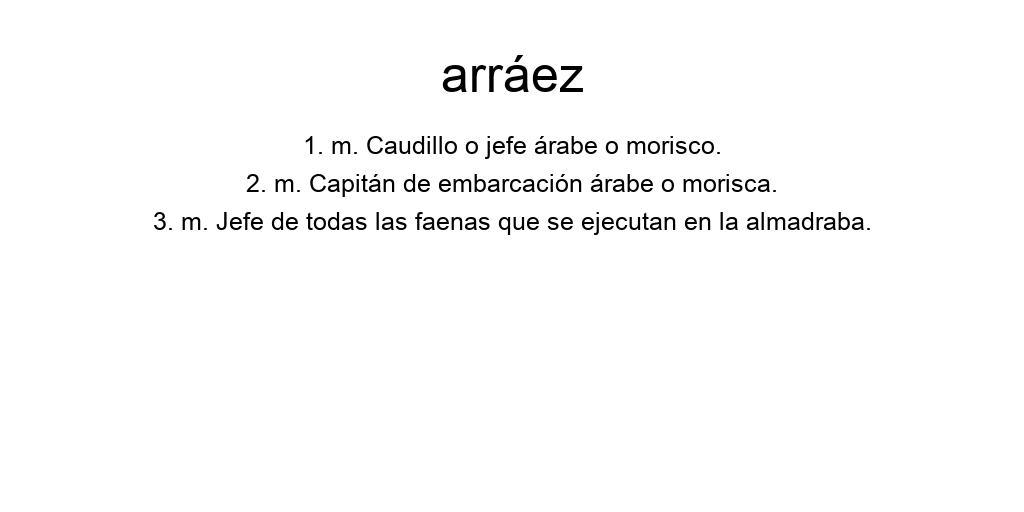 arráez
1. m. Caudillo o jefe árabe o morisco.
2. m. Capitán de embarcación árabe o morisca.
3. m. Jefe de todas las faenas que se ejecutan en la almadraba.